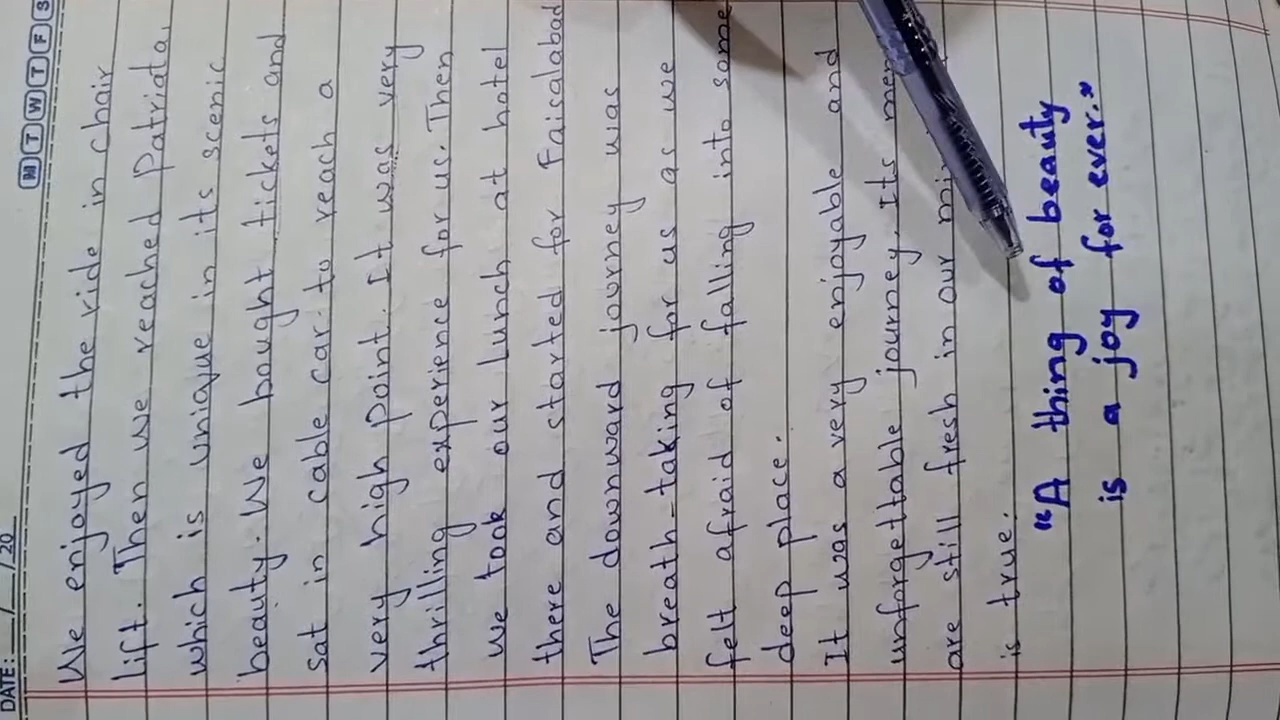 DATE: __/__/20
M T W T F S
We enjoyed the ride in chair
lift. Then we reached Patriata,
which is uniqve in its scenic
beauty. We bought tickets and
sat in cable car to reach a
very high point. It was very
thrilling experience for us. Then
we took our lunch at hotel
there and started for Faisalabad
The downward journey was
breath-taking for us as we
felt afraid of falling into some
deep place.
It was a very enjoyable and
unforgettable journey. Its
are still fresh in our
is true.
"A thing of beauty
is a joy for ever."